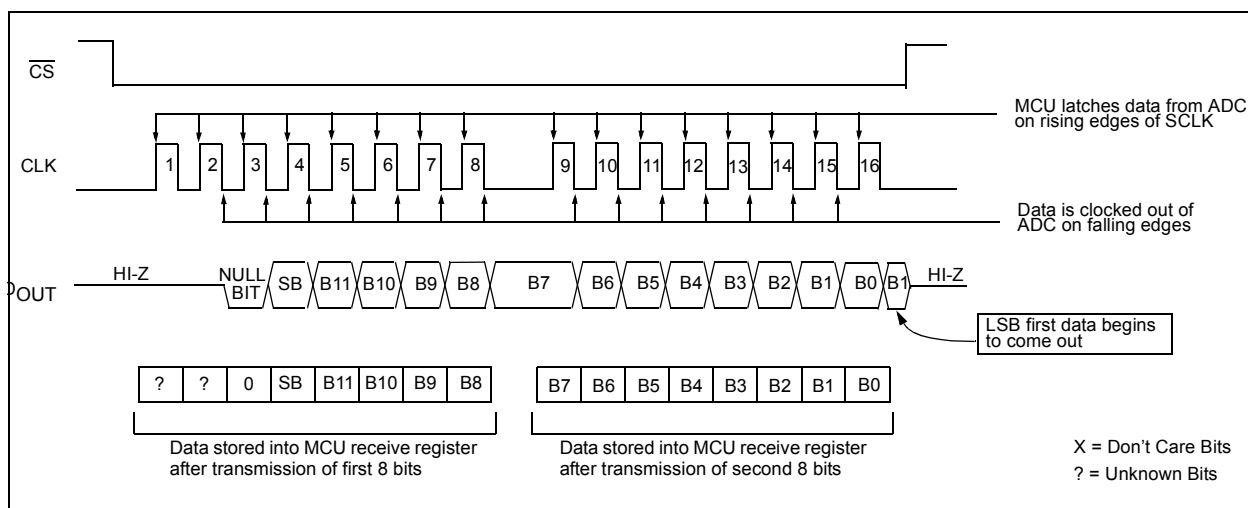 CS
MCU latches data from ADC
on rising edges of SCLK
CLK
1 2 3 4 5 6 7 8 9 10 11 12 13 14 15 16
Data is clocked out of
ADC on falling edges
HI-Z NULL BIT SB B11 B10 B9 B8 B7 B6 B5 B4 B3 B2 B1 B0 B1 HI-Z
OUT
LSB first data begins
to come out
? ? 0 SB B11 B10 B9 B8 B7 B6 B5 B4 B3 B2 B1 B0
Data stored into MCU receive register
after transmission of first 8 bits
Data stored into MCU receive register
after transmission of second 8 bits
X = Don't Care Bits
? = Unknown Bits